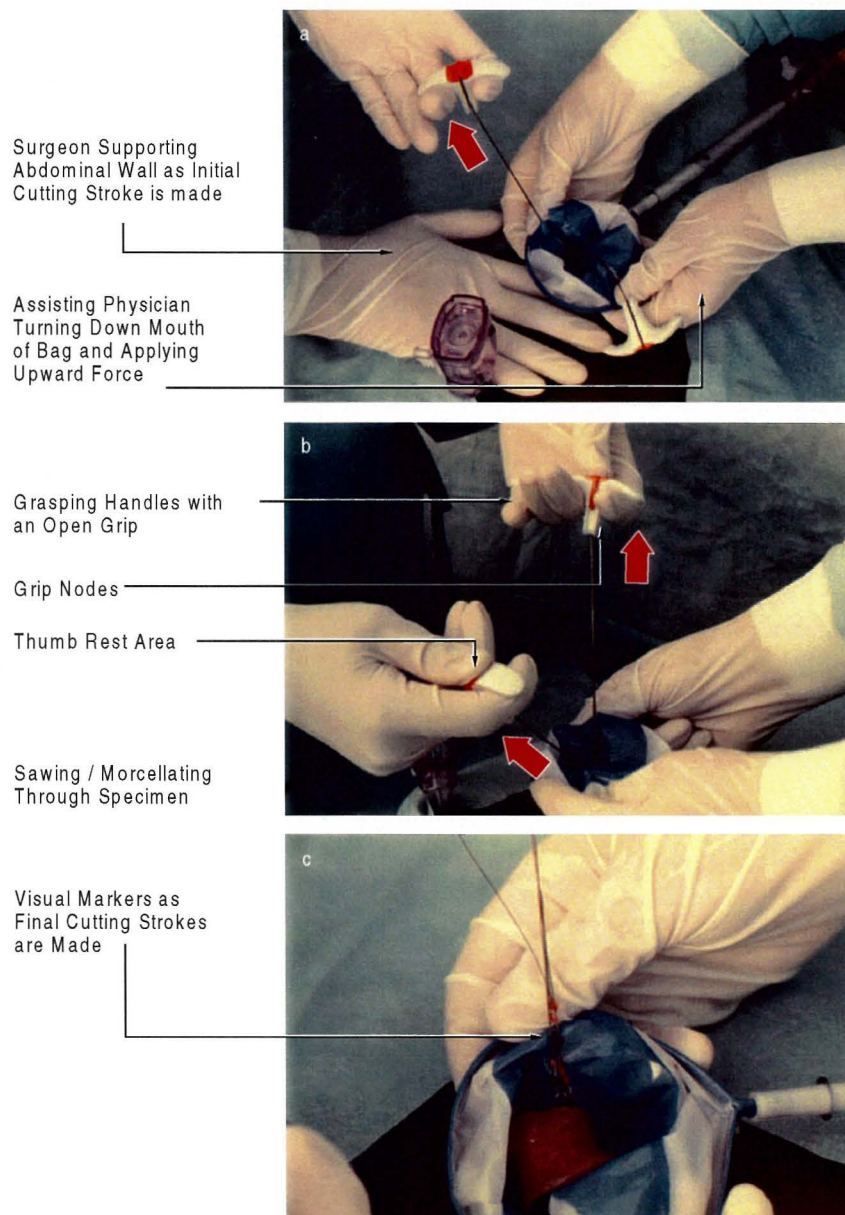 a
Surgeon Supporting
Abdominal Wall as Initial
Cutting Stroke is made
Assisting Physician
Turning Down Mouth
of Bag and Applying
Upward Force
b
Grasping Handles with
an Open Grip
Grip Nodes
Thumb Rest Area
Sawing / Morcellating
Through Specimen
c
Visual Markers as
Final Cutting Strokes
are Made